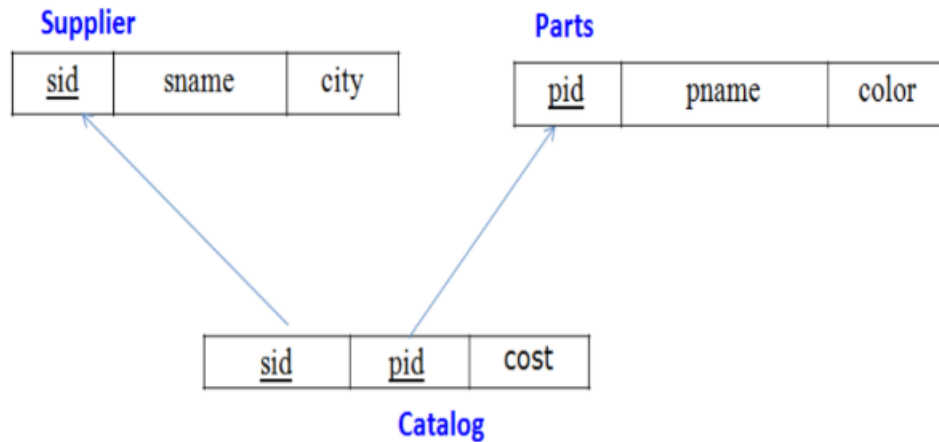 Supplier
sid sname city
Parts
pid pname color
sid pid cost
Catalog